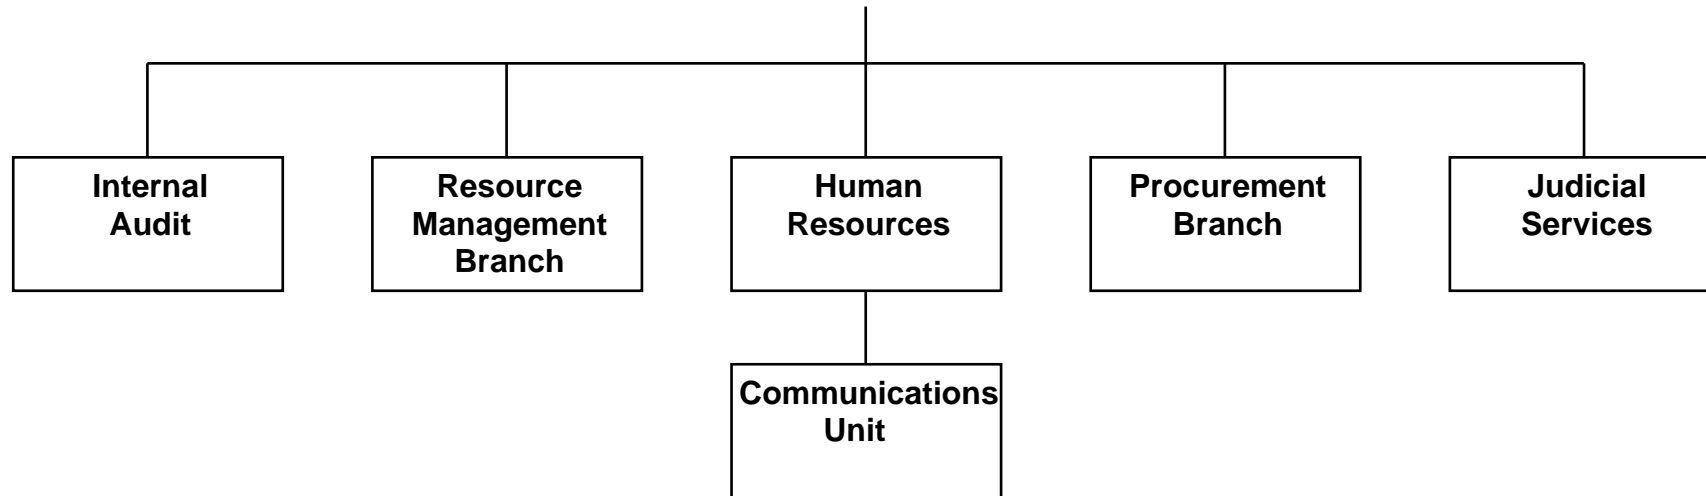 Internal
Audit
Resource
Management
Branch
Human
Resources
Procurement
Branch
Judicial
Services
Communications
Unit